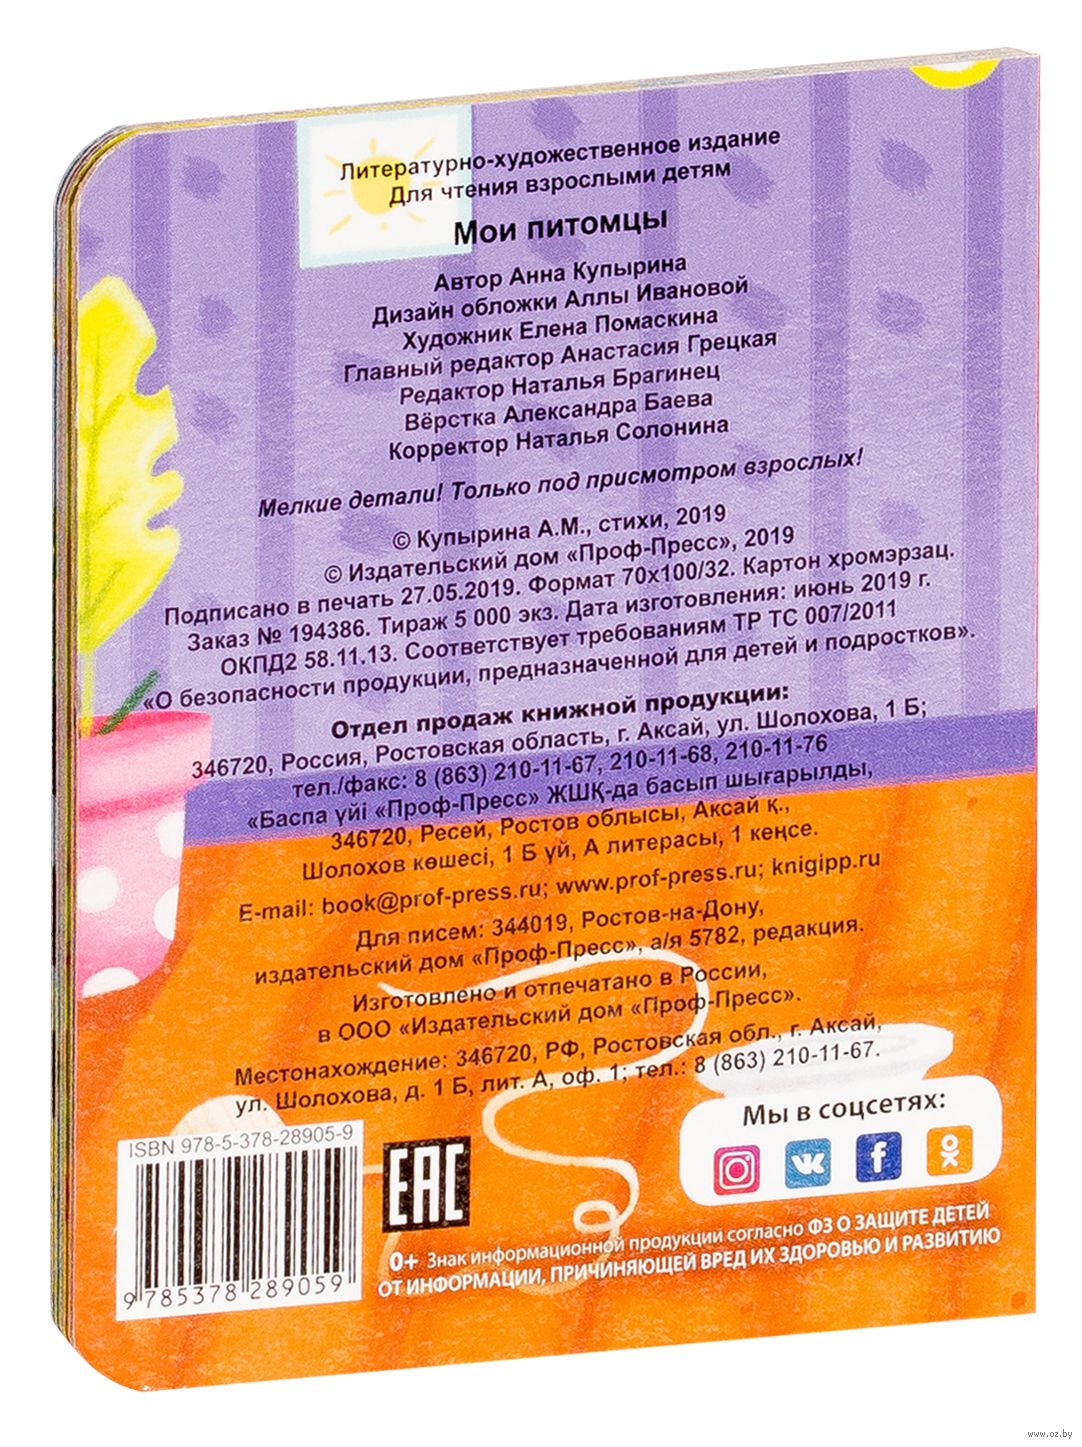 Литературно-художественное издание
Для чтения взрослыми детям
Мои питомцы
Автор Анна Купырина
Дизайн обложки Аллы Ивановой
Художник Елена Помаскина
Главный редактор Анастасия Грецкая
Редактор Наталья Брагинец
Вёрстка Александра Баева
Корректор Наталья Солонина
Мелкие детали! Только под присмотром взрослых!
© Купырина А.М., стихи, 2019
© Издательский дом «Проф-Пресс», 2019
Подписано в печать 27.05.2019. Формат 70х100/32. Картон хромэрзац.
Заказ № 194386. Тираж 5 000 экз. Дата изготовления: июнь 2019 г.
ОКПД2 58.11.13. Соответствует требованиям ТР ТС 007/2011
«О безопасности продукции, предназначенной для детей и подростков».
Отдел продаж книжной продукции:
346720, Россия, Ростовская область, г. Аксай, ул. Шолохова, 1 Б;
тел./факс: 8 (863) 210-11-67, 210-11-68, 210-11-76
«Баспа үйі «Проф-Пресс» ЖШҚ-да басып шығарылды,
346720, Ресей, Ростов облысы, Аксай қ.,
Шолохов көшесі, 1 Б үй, А литерасы, 1 кеңсе.
E-mail: book@prof-press.ru; www.prof-press.ru; knigipp.ru
Для писем: 344019, Ростов-на-Дону,
издательский дом «Проф-Пресс», а/я 5782, редакция.
Изготовлено и отпечатано в России,
в ООО «Издательский дом «Проф-Пресс».
Местонахождение: 346720, РФ, Ростовская обл., г. Аксай,
ул. Шолохова, д. 1 Б, лит. А, оф. 1; тел.: 8 (863) 210-11-67.
Мы в соцсетях:
ISBN 978-5-378-28905-9
9 785378 289059
EAC
0+ Знак информационной продукции согласно ФЗ О ЗАЩИТЕ ДЕТЕЙ
ОТ ИНФОРМАЦИИ, ПРИЧИНЯЮЩЕЙ ВРЕД ИХ ЗДОРОВЬЮ И РАЗВИТИЮ
www.oz.by